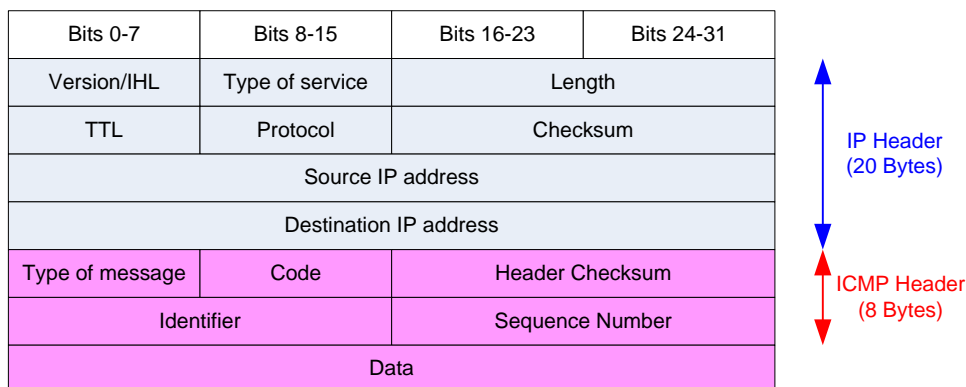 Bits 0-7 Bits 8-15 Bits 16-23 Bits 24-31
Version/IHL Type of service Length
TTL Protocol Checksum
Source IP address
Destination IP address
Type of message Code Header Checksum
Identifier Sequence Number
Data
IP Header
(20 Bytes)
ICMP Header
(8 Bytes)